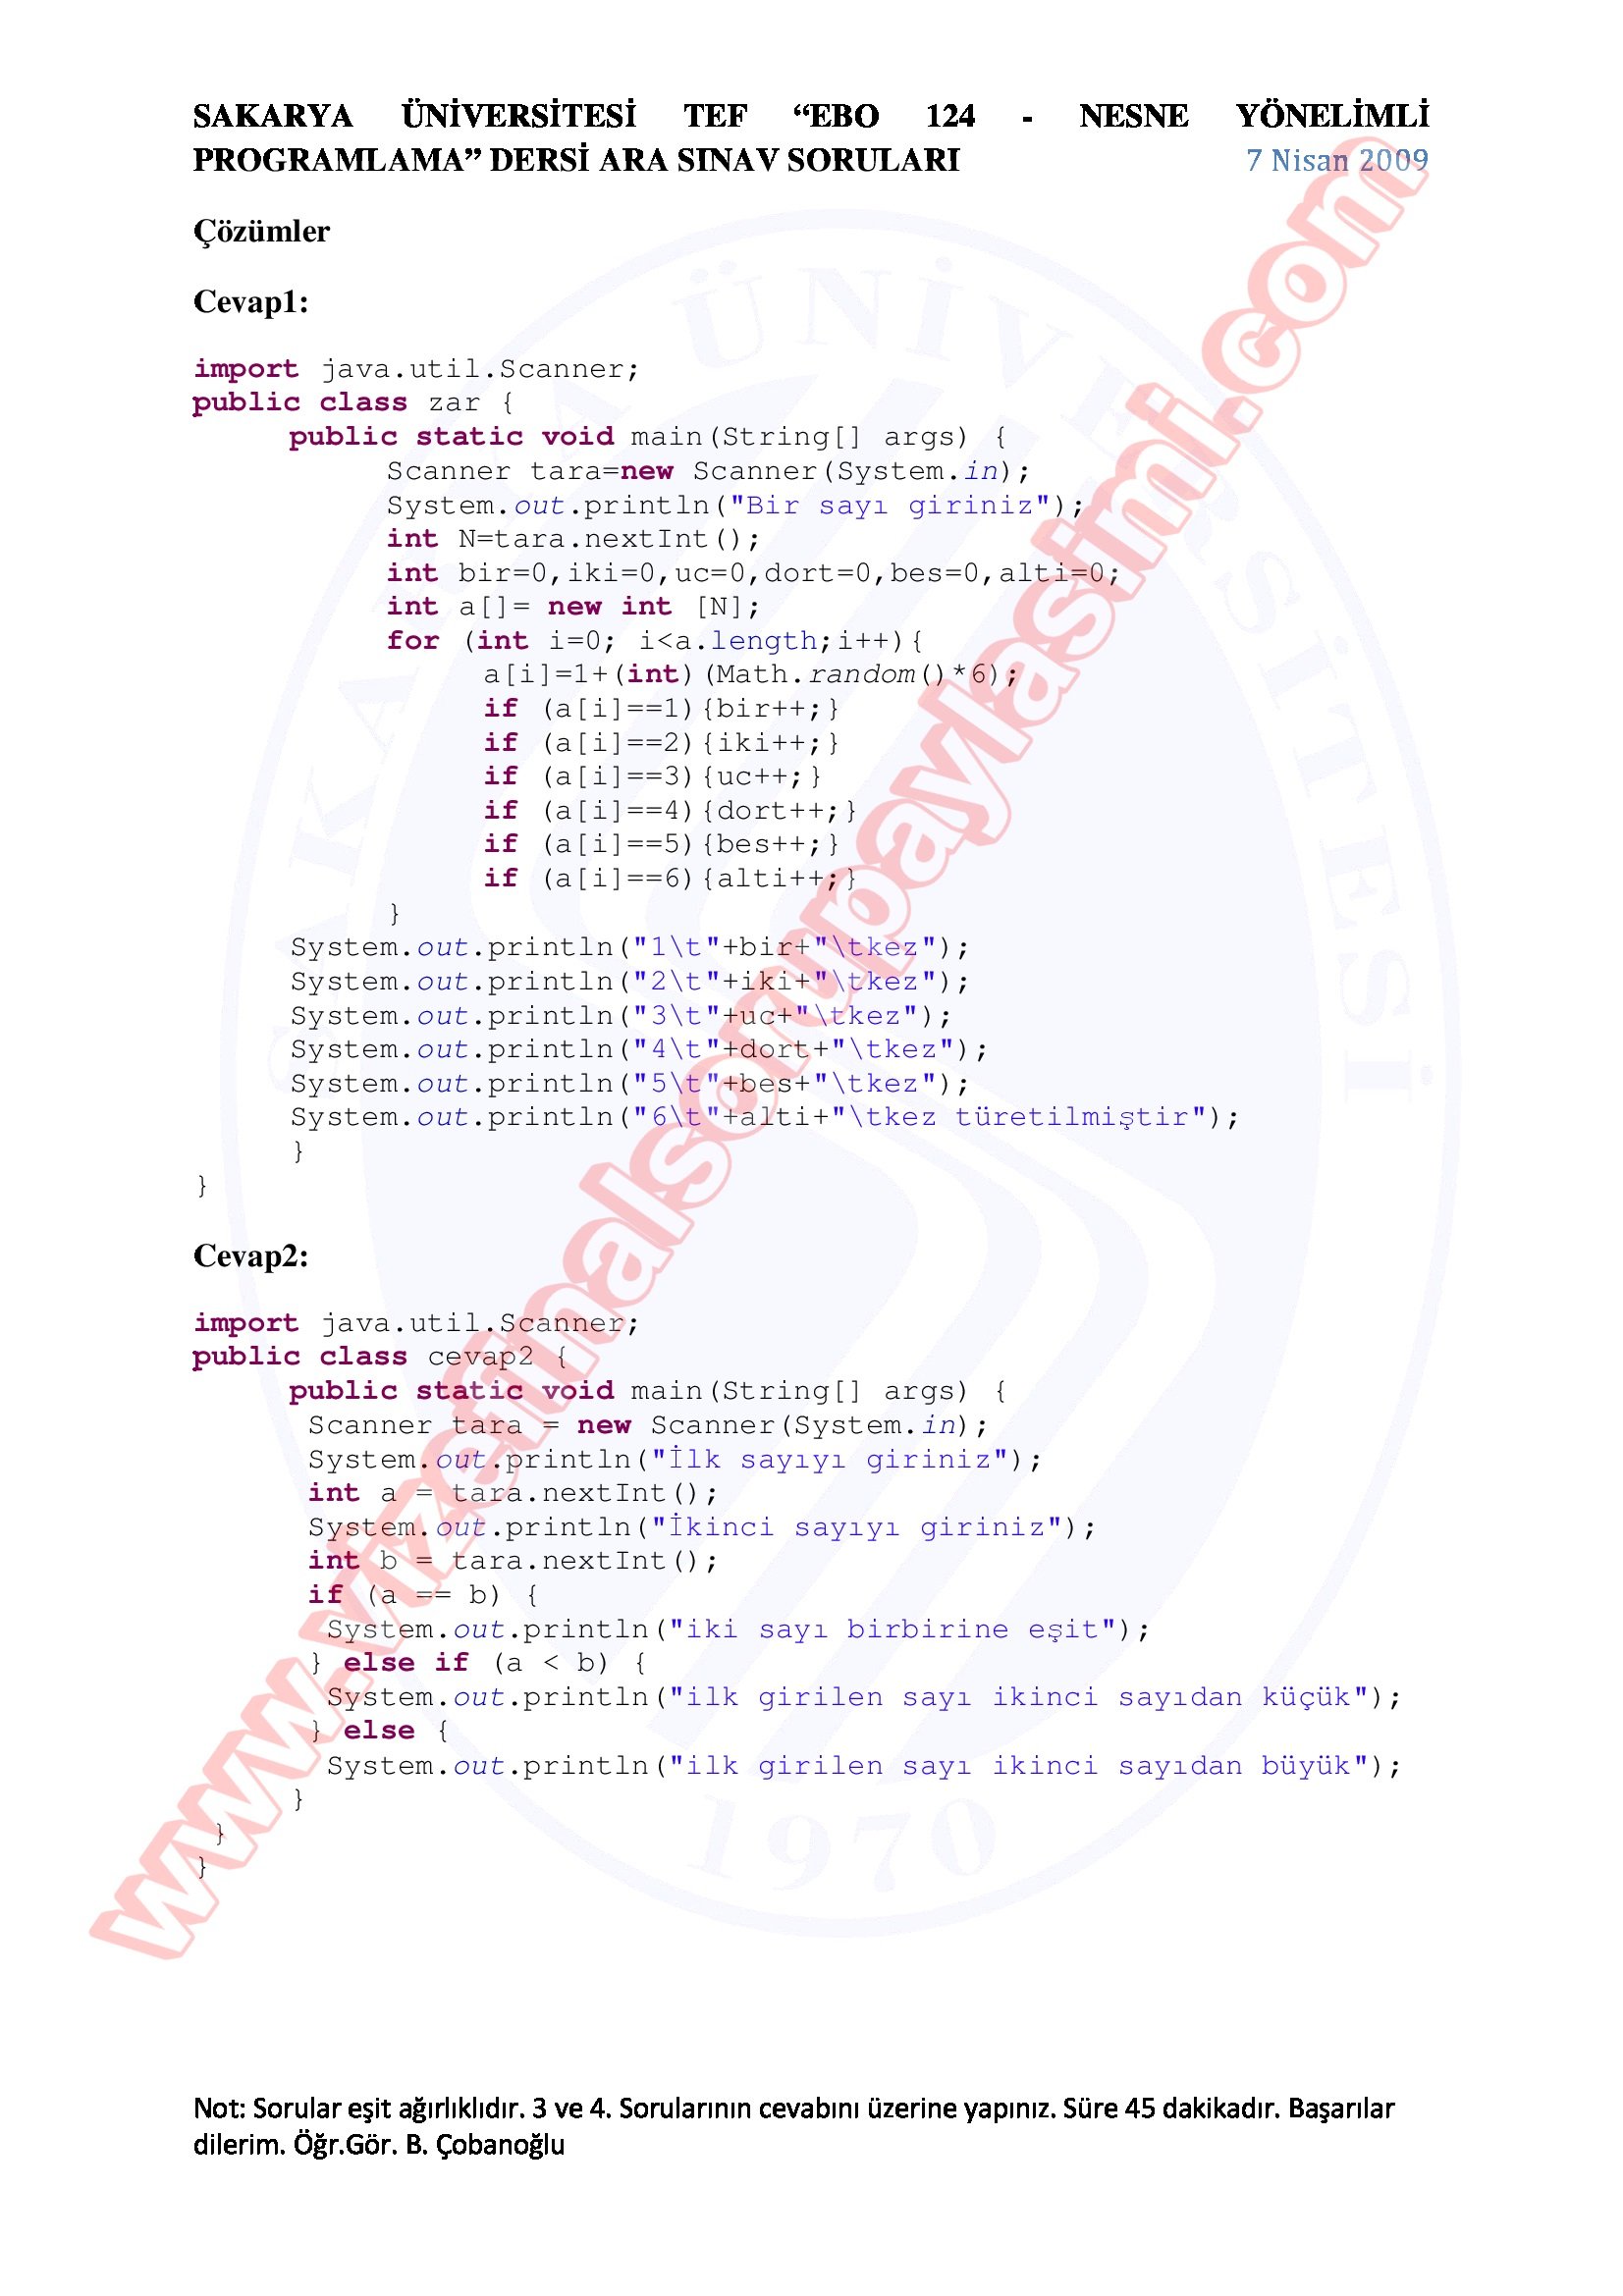 SAKARYA ÜNİVERSİTESİ TEF “EBO 124 - NESNE YÖNELİMLİ
PROGRAMLAMA” DERSİ ARA SINAV SORULARI 7 Nisan 2009
Çözümler
Cevap1:
import java.util.Scanner;
public class zar {
public static void main(String[] args) {
Scanner tara=new Scanner(System.in);
System.out.println("Bir sayı giriniz");
int N=tara.nextInt();
int bir=0,iki=0,uc=0,dort=0,bes=0,alti=0;
int a[]= new int [N];
for (int i=0; i<a.length;i++){
a[i]=1+(int)(Math.random()*6);
if (a[i]==1){bir++;}
if (a[i]==2){iki++;}
if (a[i]==3){uc++;}
if (a[i]==4){dort++;}
if (a[i]==5){bes++;}
if (a[i]==6){alti++;}
}
System.out.println("1\t"+bir+"\tkez");
System.out.println("2\t"+iki+"\tkez");
System.out.println("3\t"+uc+"\tkez");
System.out.println("4\t"+dort+"\tkez");
System.out.println("5\t"+bes+"\tkez");
System.out.println("6\t"+alti+"\tkez türetilmiştir");
}
}
Cevap2:
import java.util.Scanner;
public class cevap2 {
public static void main(String[] args) {
Scanner tara = new Scanner(System.in);
System.out.println("İlk sayıyı giriniz");
int a = tara.nextInt();
System.out.println("İkinci sayıyı giriniz");
int b = tara.nextInt();
if (a == b) {
System.out.println("iki sayı birbirine eşit");
} else if (a < b) {
System.out.println("ilk girilen sayı ikinci sayıdan küçük");
} else {
System.out.println("ilk girilen sayı ikinci sayıdan büyük");
}
}
}
Not: Sorular eşit ağırlıklıdır. 3 ve 4. Sorularının cevabını üzerine yapınız. Süre 45 dakikadır. Başarılar
dilerim. Öğr.Gör. B. Çobanoğlu
www.vizefinalsorupaylasimi.com
SAKARYA ÜNİVERSİTESİ
1970